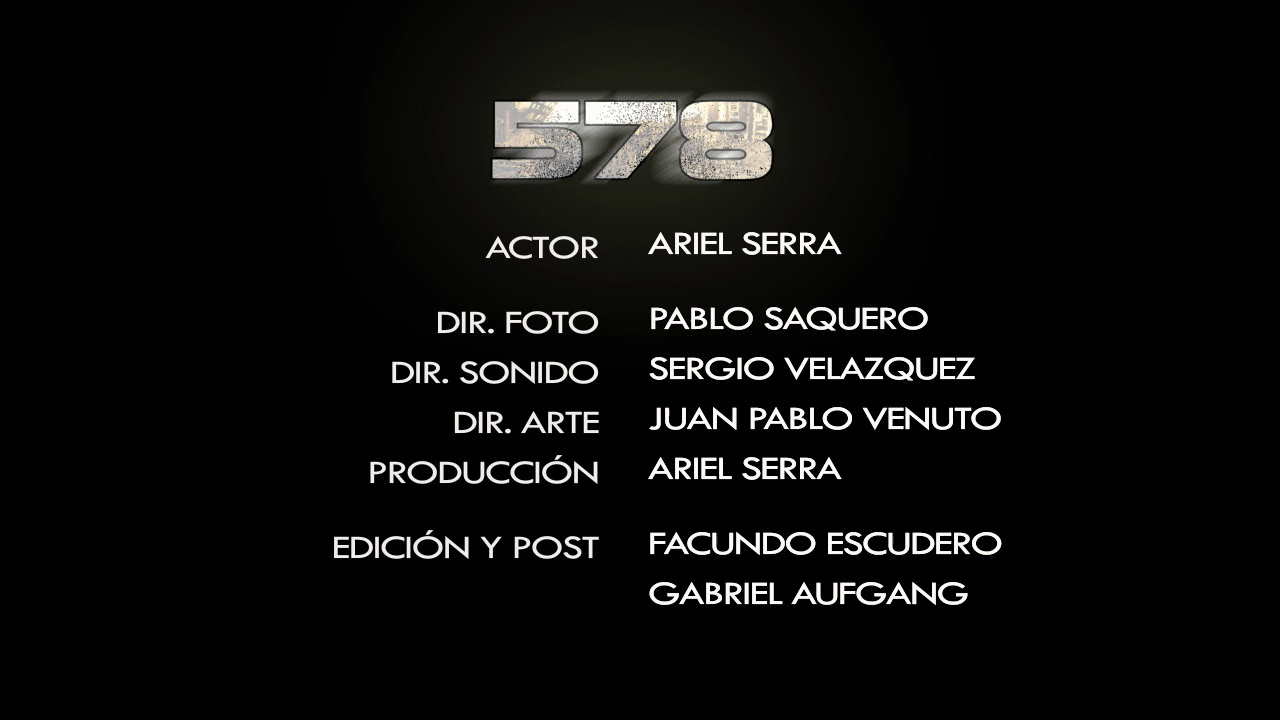 578
ACTOR ARIEL SERRA
DIR. FOTO PABLO SAQUERO
DIR. SONIDO SERGIO VELAZQUEZ
DIR. ARTE JUAN PABLO VENUTO
PRODUCCIÓN ARIEL SERRA
EDICIÓN Y POST FACUNDO ESCUDERO
GABRIEL AUFGANG